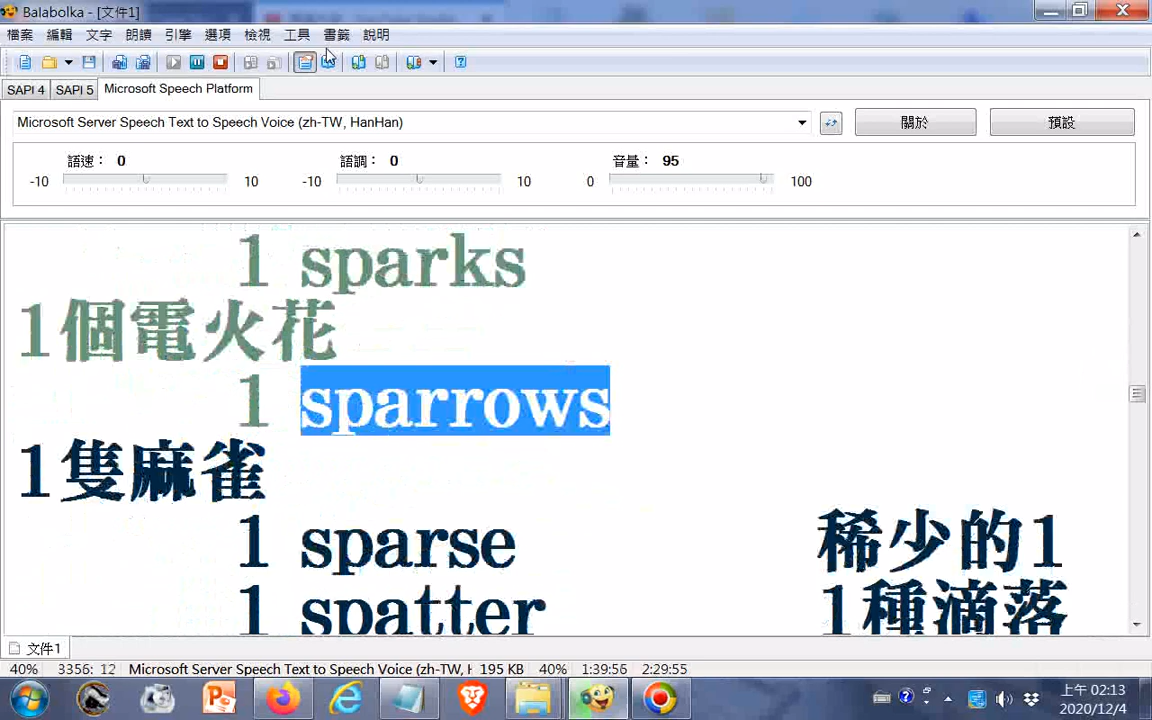 Balabolka - [文件1]
檔案 編輯 文字 朗讀 引擎 選項 檢視 工具 書籤 說明
SAPI 4 SAPI 5 Microsoft Speech Platform
Microsoft Server Speech Text to Speech Voice (zh-TW, HanHan) 關於 預設
語速： 0 語調： 0 音量： 95
-10 10 -10 10 0 100
1 sparks
1個電火花
1 sparrows
1隻麻雀
1 sparse 稀少的1
1 spatter 1種滴落
文件1
40% 3356: 12 Microsoft Server Speech Text to Speech Voice (zh-TW, H 195 KB 40% 1:39:56 2:29:55
上午 02:13
2020/12/4